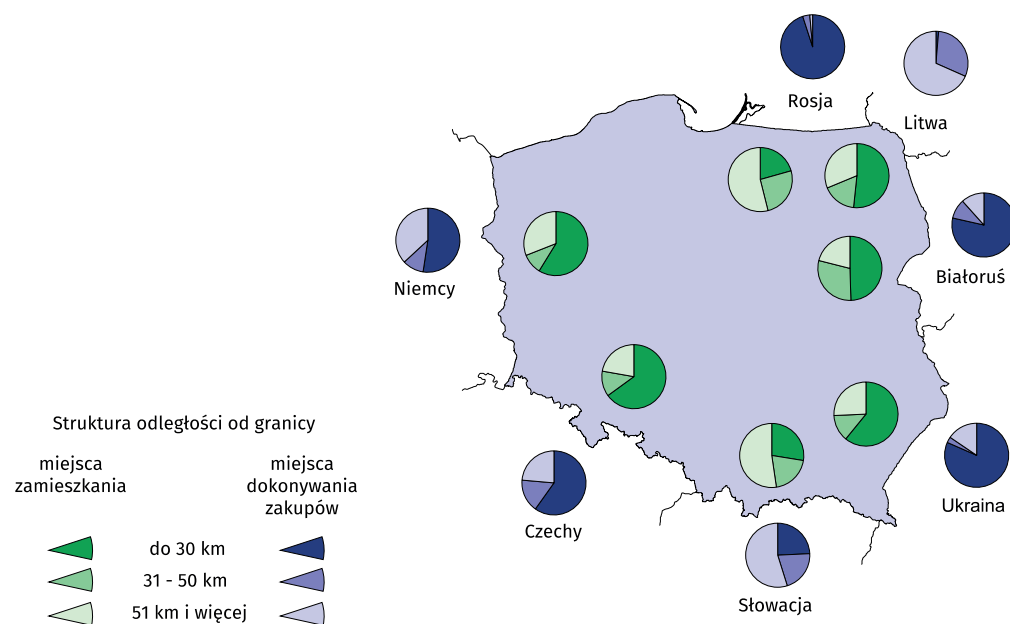 Rosja
Litwa
Białoruś
Niemcy
Ukraina
Czechy
Słowacja
Struktura odległości od granicy
miejsca
zamieszkania
miejsca
dokonywania
zakupów
do 30 km
31 - 50 km
51 km i więcej